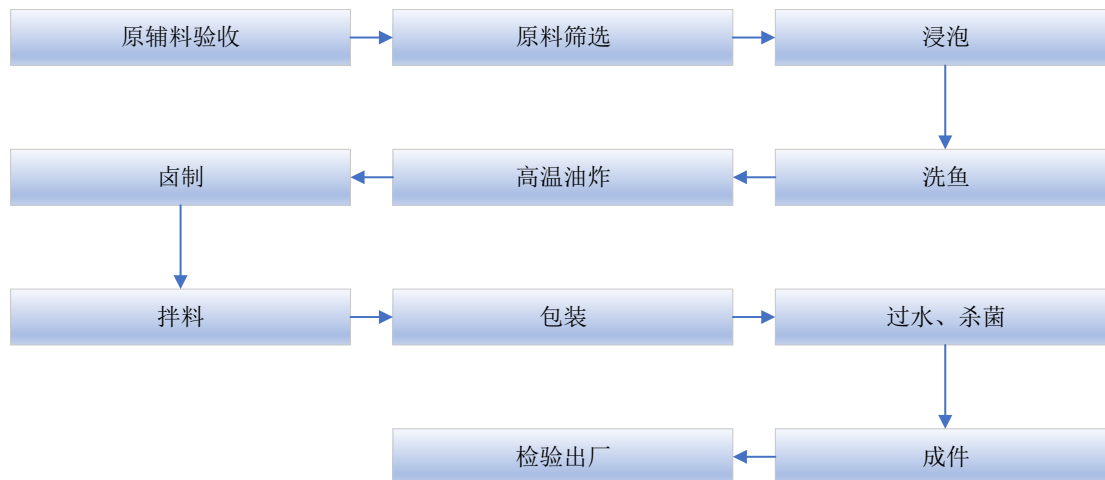 原辅料验收
原料筛选
浸泡
洗鱼
高温油炸
卤制
拌料
包装
过水、杀菌
成件
检验出厂